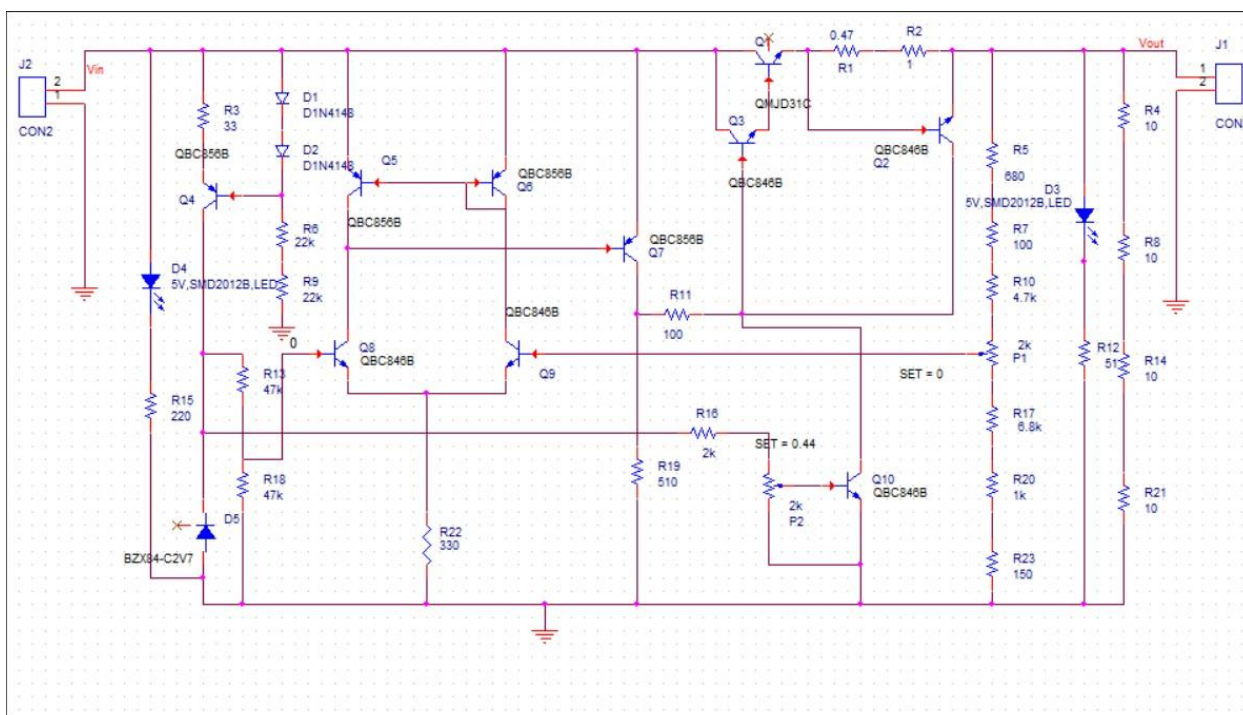 J2
2
1
CON2
Vin
R3
33
D1
D1N4148
D2
D1N4148
QBC856B
Q4
R6
22k
R9
22k
D4
5V,SMD2012B,LED
Q5
QBC856B
QBC856B
Q6
QBC856B
Q7
0
Q8
QBC846B
QBC846B
Q9
R13
47k
R15
220
R18
47k
D5
BZX84-C2V7
R22
330
R11
100
R16
2k
R19
510
SET = 0.44
2k
P2
Q10
QBC846B
QMJD31C
Q3
QBC846B
0.47
R1
R2
1
QBC846B
Q2
Vout
R5
680
R7
100
R10
4.7k
2k
P1
SET = 0
R17
6.8k
R20
1k
R23
150
D3
5V,SMD2012B,LED
R12
51
R4
10
R8
10
R14
10
R21
10
J1
1
2
CON